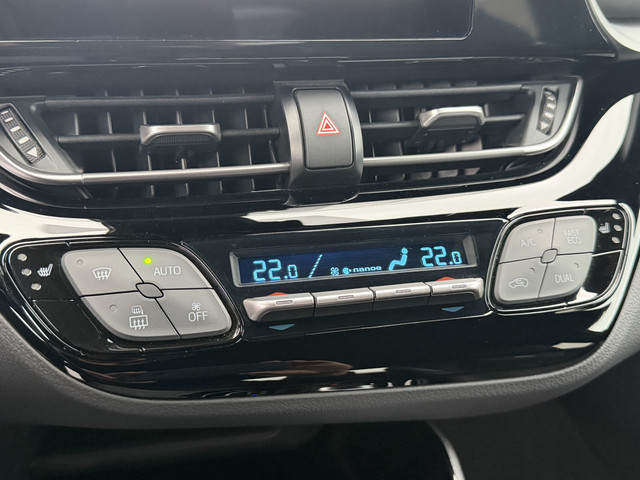 AUTO
OFF
22.0
nanoe
22.0
A/C
FAST
ECO
DUAL